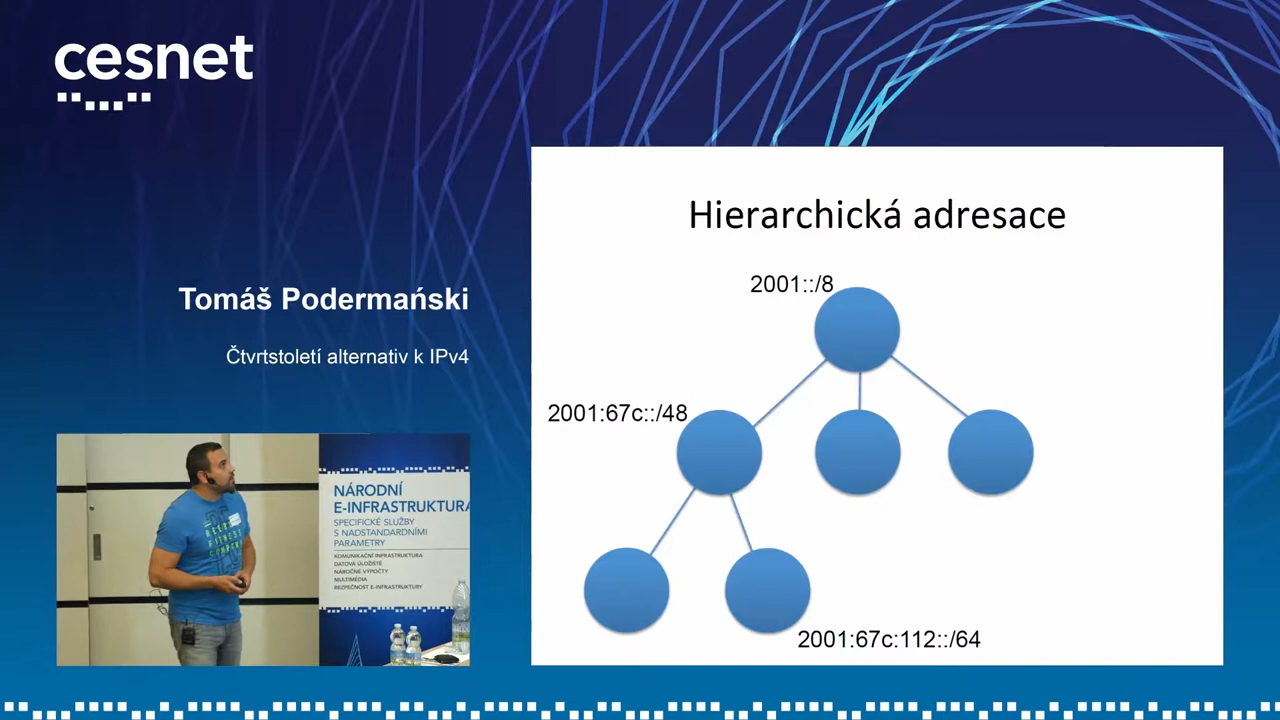 cesnet
Hierarchická adresace
2001::/8
Tomáš Podermański
Čtvrtstoletí alternativ k IPv4
2001:67c::/48
2001:67c:112::/64
NÁRODNÍ
E-INFRASTRUKTURA
SPECIFICKÉ SLUŽBY
S NADSTANDARDNÍMI
PARAMETRY
KOMUNIKAČNÍ INFRASTRUKTURA
DATOVÁ ÚLOŽIŠTĚ
NÁROČNÉ VÝPOČTY
MULTIMÉDIA
BEZPEČNOST E-INFRASTRUKTURY
FITNESS